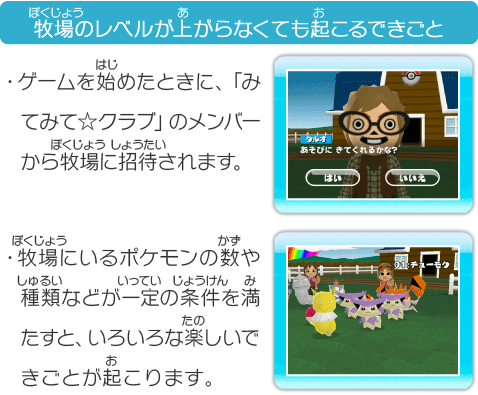 牧場のレベルが上がらなくても起こるできごと
・ゲームを始めたときに、「み
てみて☆クラブ」のメンバー
から牧場に招待されます。
タルオ
あそびに きてくれるかな?
はい
いいえ
・牧場にいるポケモンの数や
種類などが一定の条件を満
たすと、いろいろな楽しいで
きごとが起こります。
チューモク